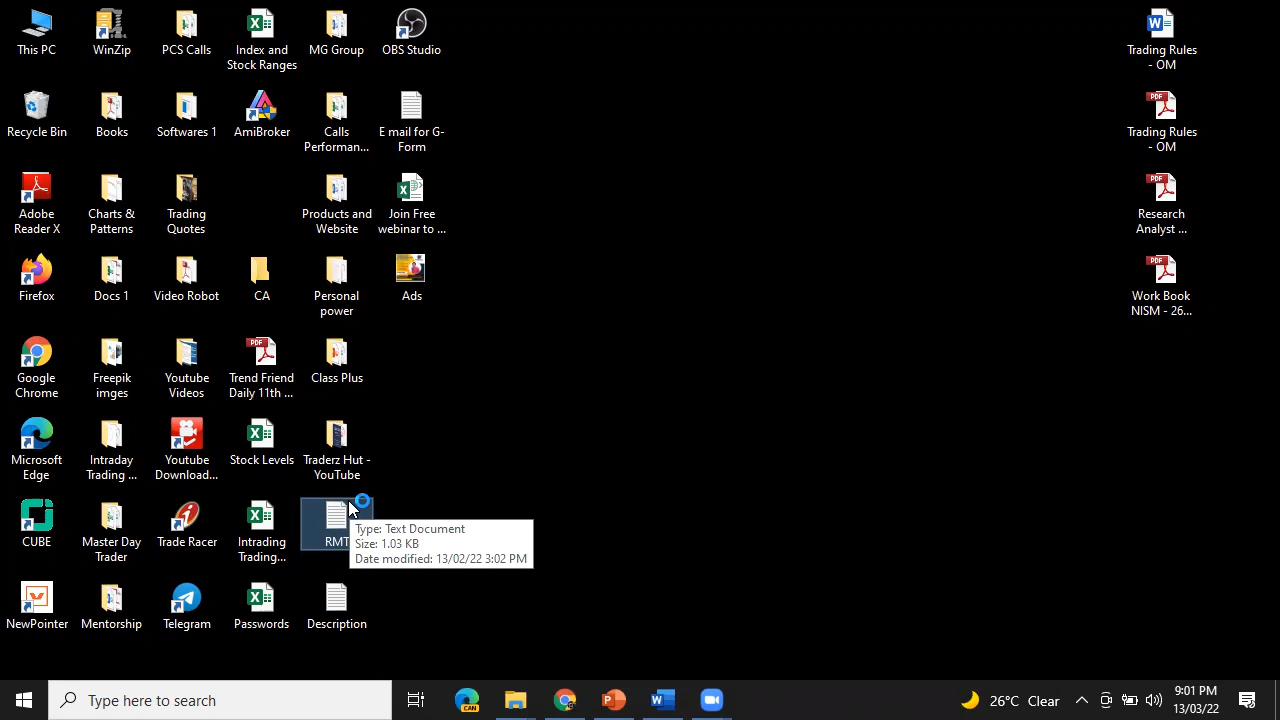 This PC
WinZip
PCS Calls
Index and
Stock Ranges
MG Group
OBS Studio
Trading Rules
- OM
Recycle Bin
Books
Softwares 1
AmiBroker
Calls
Performan...
E mail for G-
Form
Trading Rules
- OM
Adobe
Reader X
Charts &
Patterns
Trading
Quotes
Products and
Website
Join Free
webinar to ...
Research
Analyst ...
Firefox
Docs 1
Video Robot
CA
Personal
power
Ads
Work Book
NISM - 26...
Google
Chrome
Freepik
imges
Youtube
Videos
Trend Friend
Daily 11th ...
Class Plus
Microsoft
Edge
Intraday
Trading ...
Youtube
Download...
Stock Levels
Traderz Hut -
YouTube
CUBE
Master Day
Trader
Trade Racer
Intrading
Trading...
RMT
Type: Text Document
Size: 1.03 KB
Date modified: 13/02/22 3:02 PM
NewPointer
Mentorship
Telegram
Passwords
Description
Type here to search
26°C Clear
9:01 PM
13/03/22